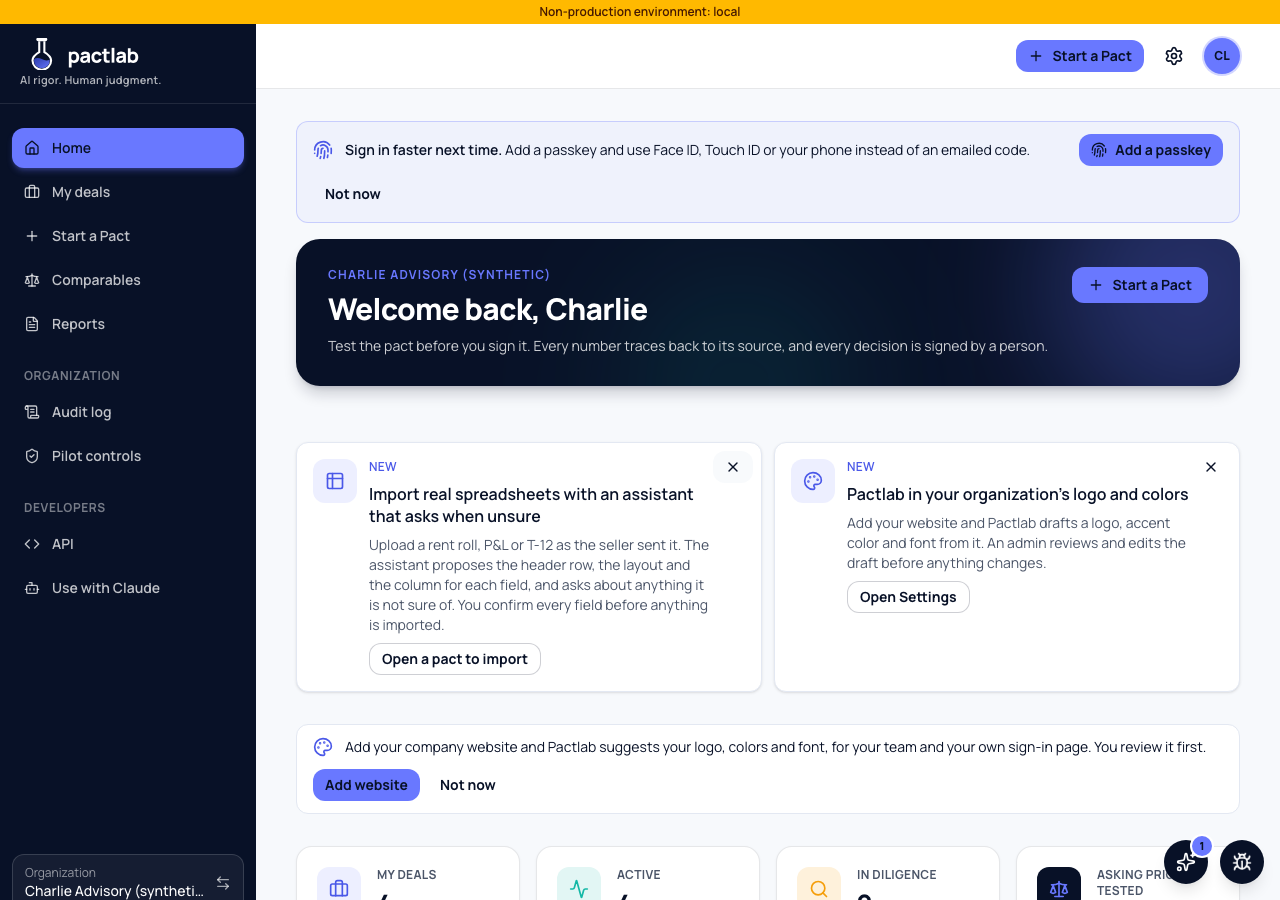 Non-production environment: local
pactlab
AI rigor. Human judgment.
Start a Pact
CL
Home
My deals
Start a Pact
Comparables
Reports
ORGANIZATION
Audit log
Pilot controls
DEVELOPERS
API
Use with Claude
Organization
Charlie Advisory (syntheti...
Sign in faster next time. Add a passkey and use Face ID, Touch ID or your phone instead of an emailed code.
Add a passkey
Not now
CHARLIE ADVISORY (SYNTHETIC)
Welcome back, Charlie
Test the pact before you sign it. Every number traces back to its source, and every decision is signed by a person.
Start a Pact
NEW
Import real spreadsheets with an assistant
that asks when unsure
Upload a rent roll, P&L or T-12 as the seller sent it. The
assistant proposes the header row, the layout and
the column for each field, and asks about anything it
is not sure of. You confirm every field before anything
is imported.
Open a pact to import
NEW
Pactlab in your organization's logo and colors
Add your website and Pactlab drafts a logo, accent
color and font from it. An admin reviews and edits the
draft before anything changes.
Open Settings
Add your company website and Pactlab suggests your logo, colors and font, for your team and your own sign-in page. You review it first.
Add website
Not now
MY DEALS
ACTIVE
IN DILIGENCE
ASKING
TESTED
1